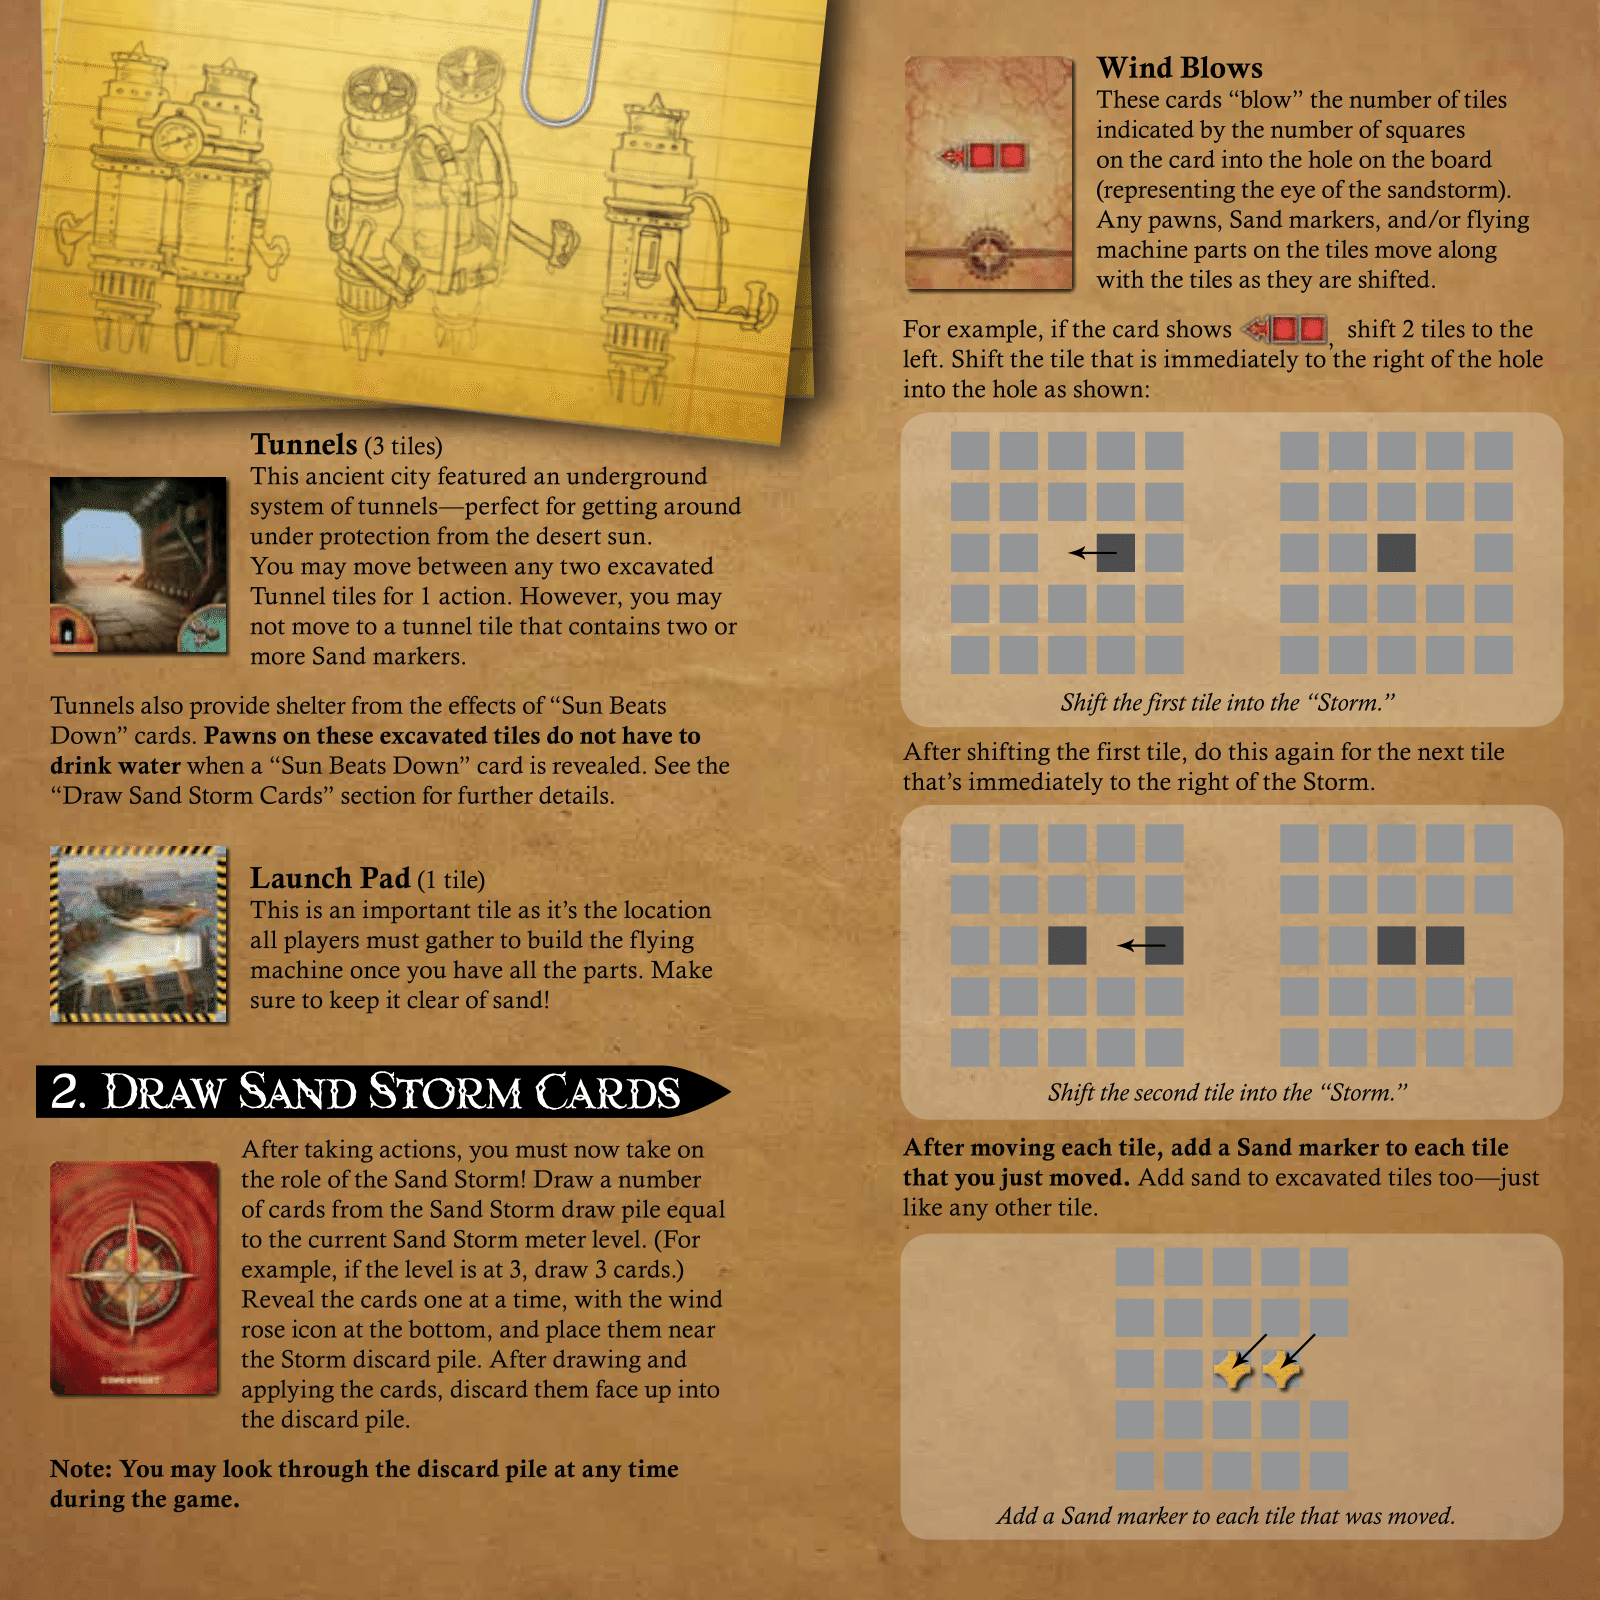 Tunnels (3 tiles)
This ancient city featured an underground
system of tunnels—perfect for getting around
under protection from the desert sun.
You may move between any two excavated
Tunnel tiles for 1 action. However, you may
not move to a tunnel tile that contains two or
more Sand markers.
Tunnels also provide shelter from the effects of “Sun Beats
Down” cards. Pawns on these excavated tiles do not have to
drink water when a “Sun Beats Down” card is revealed. See the
“Draw Sand Storm Cards” section for further details.
Launch Pad (1 tile)
This is an important tile as it’s the location
all players must gather to build the flying
machine once you have all the parts. Make
sure to keep it clear of sand!
2. Draw Sand Storm Cards
After taking actions, you must now take on
the role of the Sand Storm! Draw a number
of cards from the Sand Storm draw pile equal
to the current Sand Storm meter level. (For
example, if the level is at 3, draw 3 cards.)
Reveal the cards one at a time, with the wind
rose icon at the bottom, and place them near
the Storm discard pile. After drawing and
applying the cards, discard them face up into
the discard pile.
Note: You may look through the discard pile at any time
during the game.
Wind Blows
These cards “blow” the number of tiles
indicated by the number of squares
on the card into the hole on the board
(representing the eye of the sandstorm).
Any pawns, Sand markers, and/or flying
machine parts on the tiles move along
with the tiles as they are shifted.
For example, if the card shows , shift 2 tiles to the
left. Shift the tile that is immediately to the right of the hole
into the hole as shown:
Shift the first tile into the “Storm.”
After shifting the first tile, do this again for the next tile
that’s immediately to the right of the Storm.
Shift the second tile into the “Storm.”
After moving each tile, add a Sand marker to each tile
that you just moved. Add sand to excavated tiles too—just
like any other tile.
Add a Sand marker to each tile that was moved.